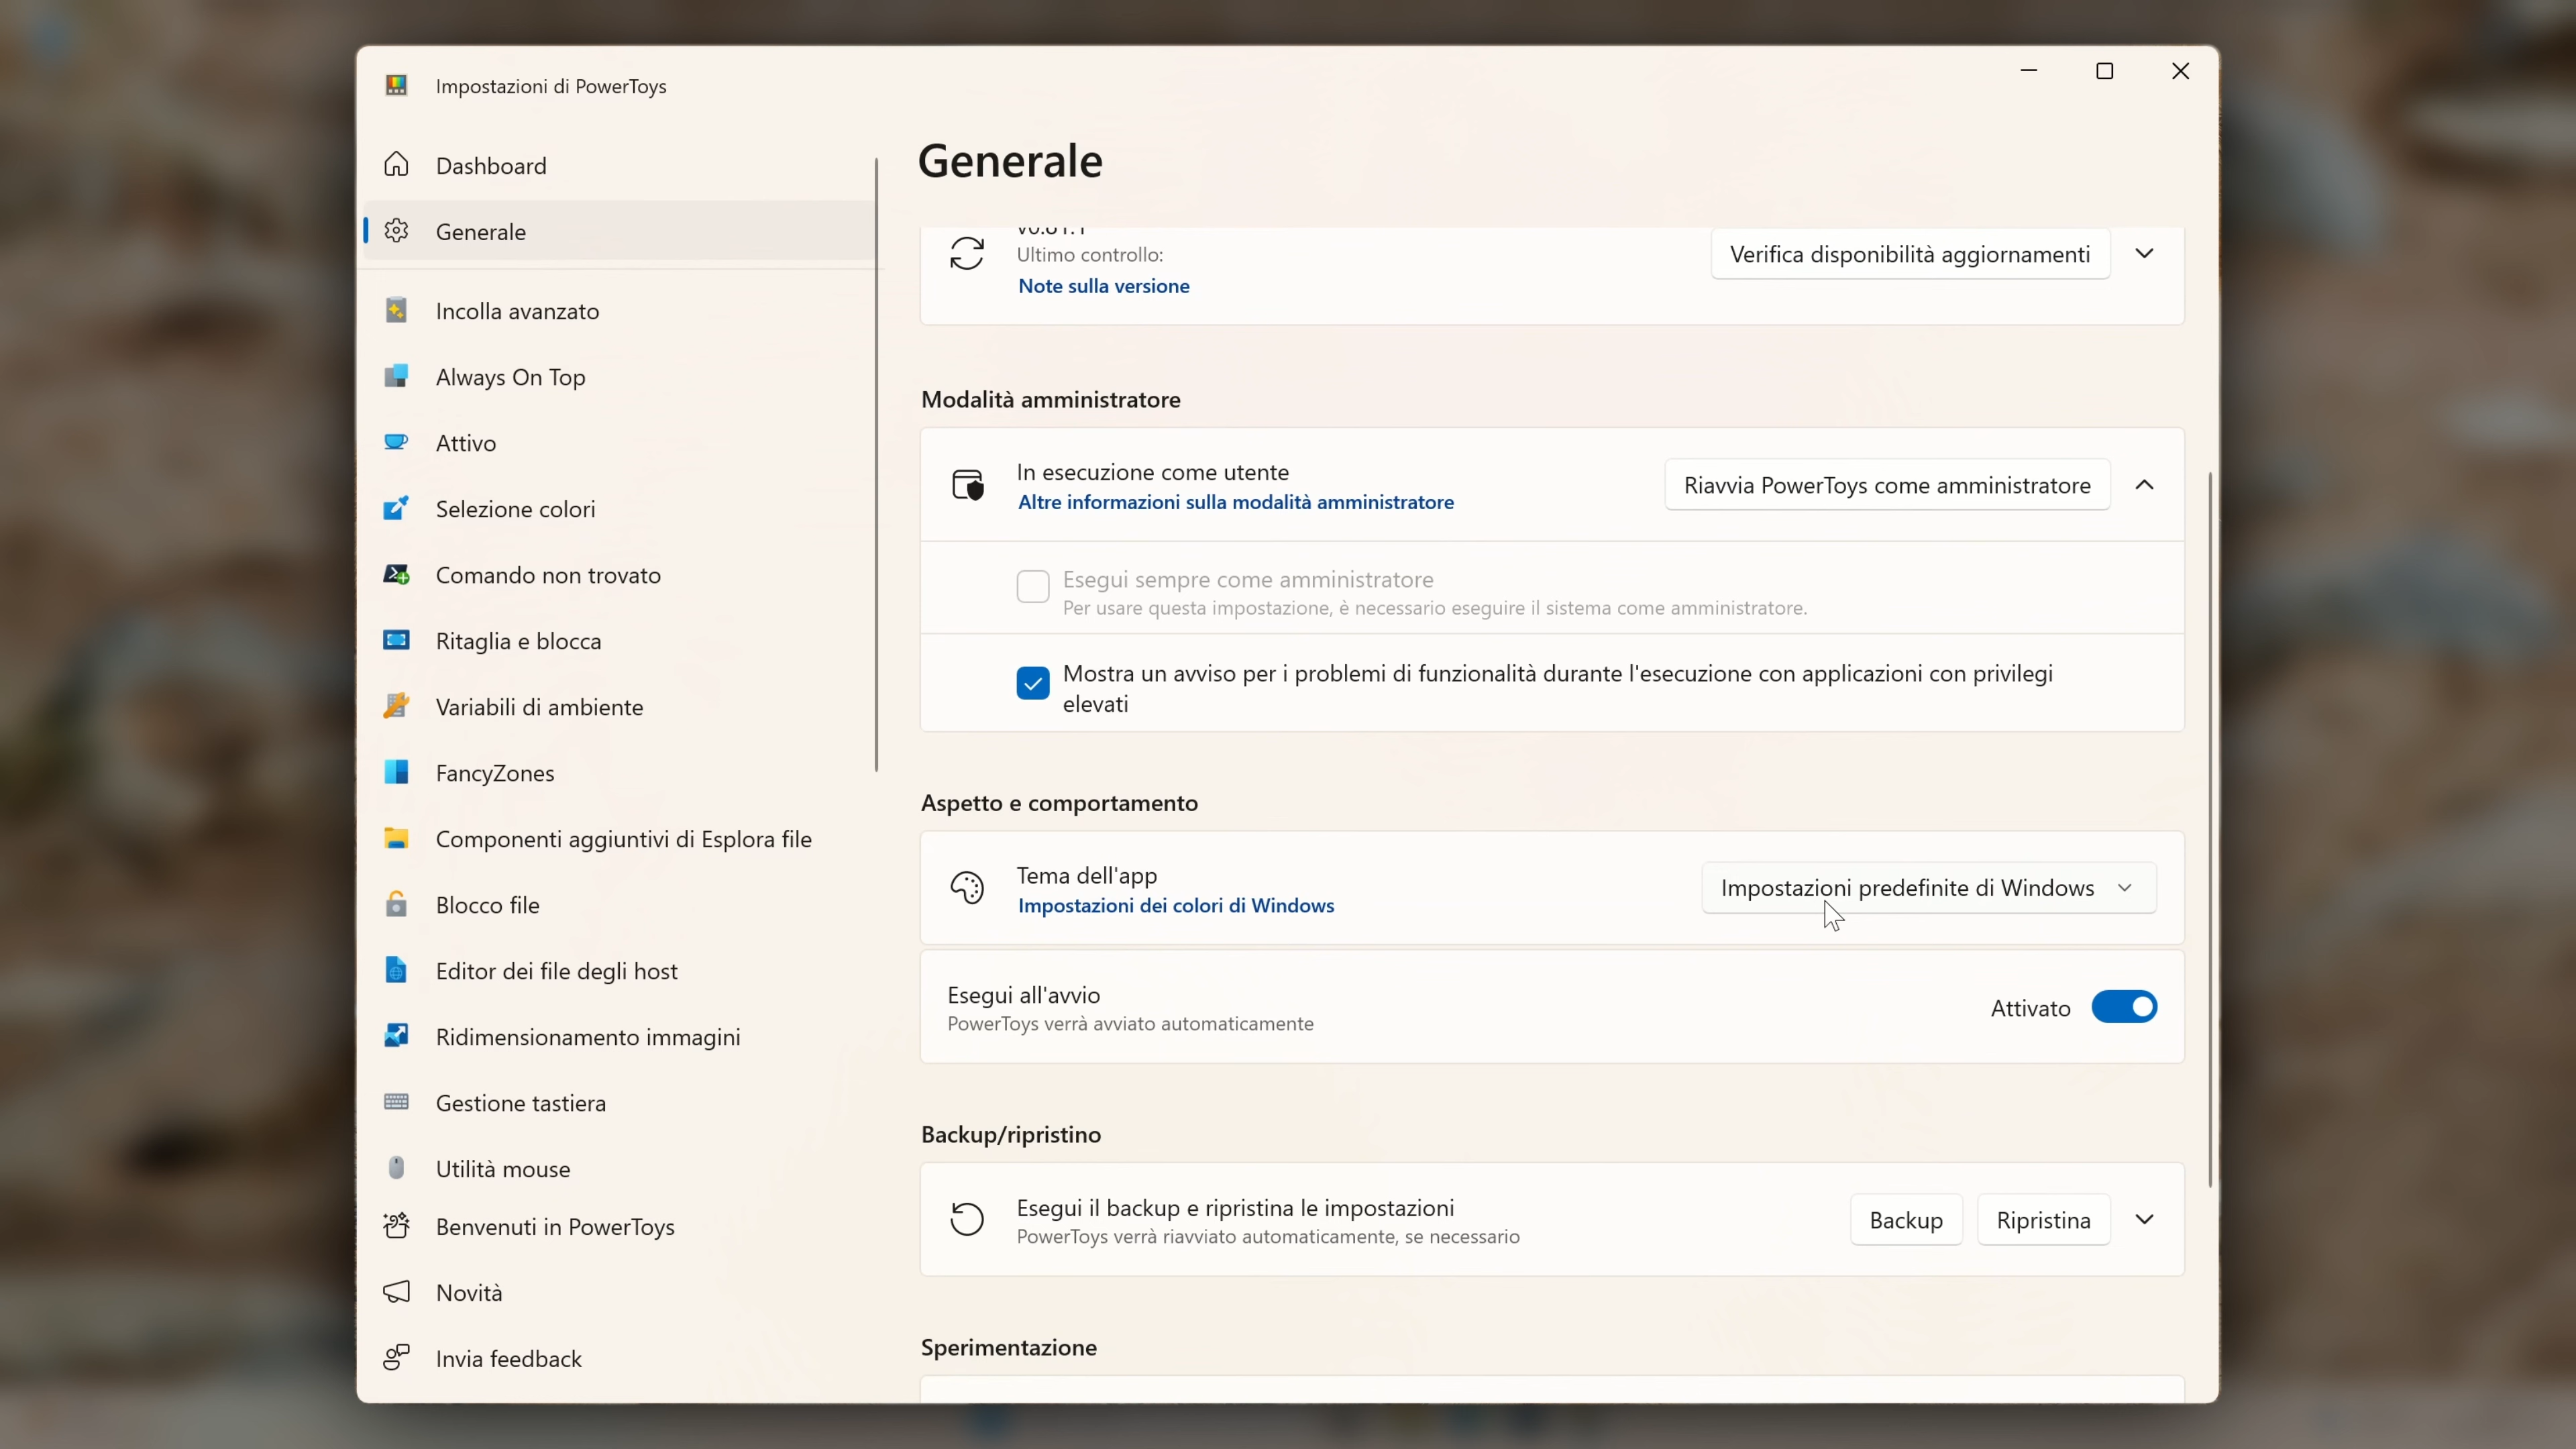 Impostazioni di PowerToys
Dashboard
Generale
Incolla avanzato
Always On Top
Attivo
Selezione colori
Comando non trovato
Ritaglia e blocca
Variabili di ambiente
FancyZones
Componenti aggiuntivi di Esplora file
Blocco file
Editor dei file degli host
Ridimensionamento immagini
Gestione tastiera
Utilità mouse
Benvenuti in PowerToys
Novità
Invia feedback
Generale
Ultimo controllo:
Note sulla versione
Verifica disponibilità aggiornamenti
Modalità amministratore
In esecuzione come utente
Altre informazioni sulla modalità amministratore
Riavvia PowerToys come amministratore
Esegui sempre come amministratore
Per usare questa impostazione, è necessario eseguire il sistema come amministratore.
Mostra un avviso per i problemi di funzionalità durante l'esecuzione con applicazioni con privilegi
elevati
Aspetto e comportamento
Tema dell'app
Impostazioni dei colori di Windows
Impostazioni predefinite di Windows
Esegui all'avvio
PowerToys verrà avviato automaticamente
Attivato
Backup/ripristino
Esegui il backup e ripristina le impostazioni
PowerToys verrà riavviato automaticamente, se necessario
Backup
Ripristina
Sperimentazione